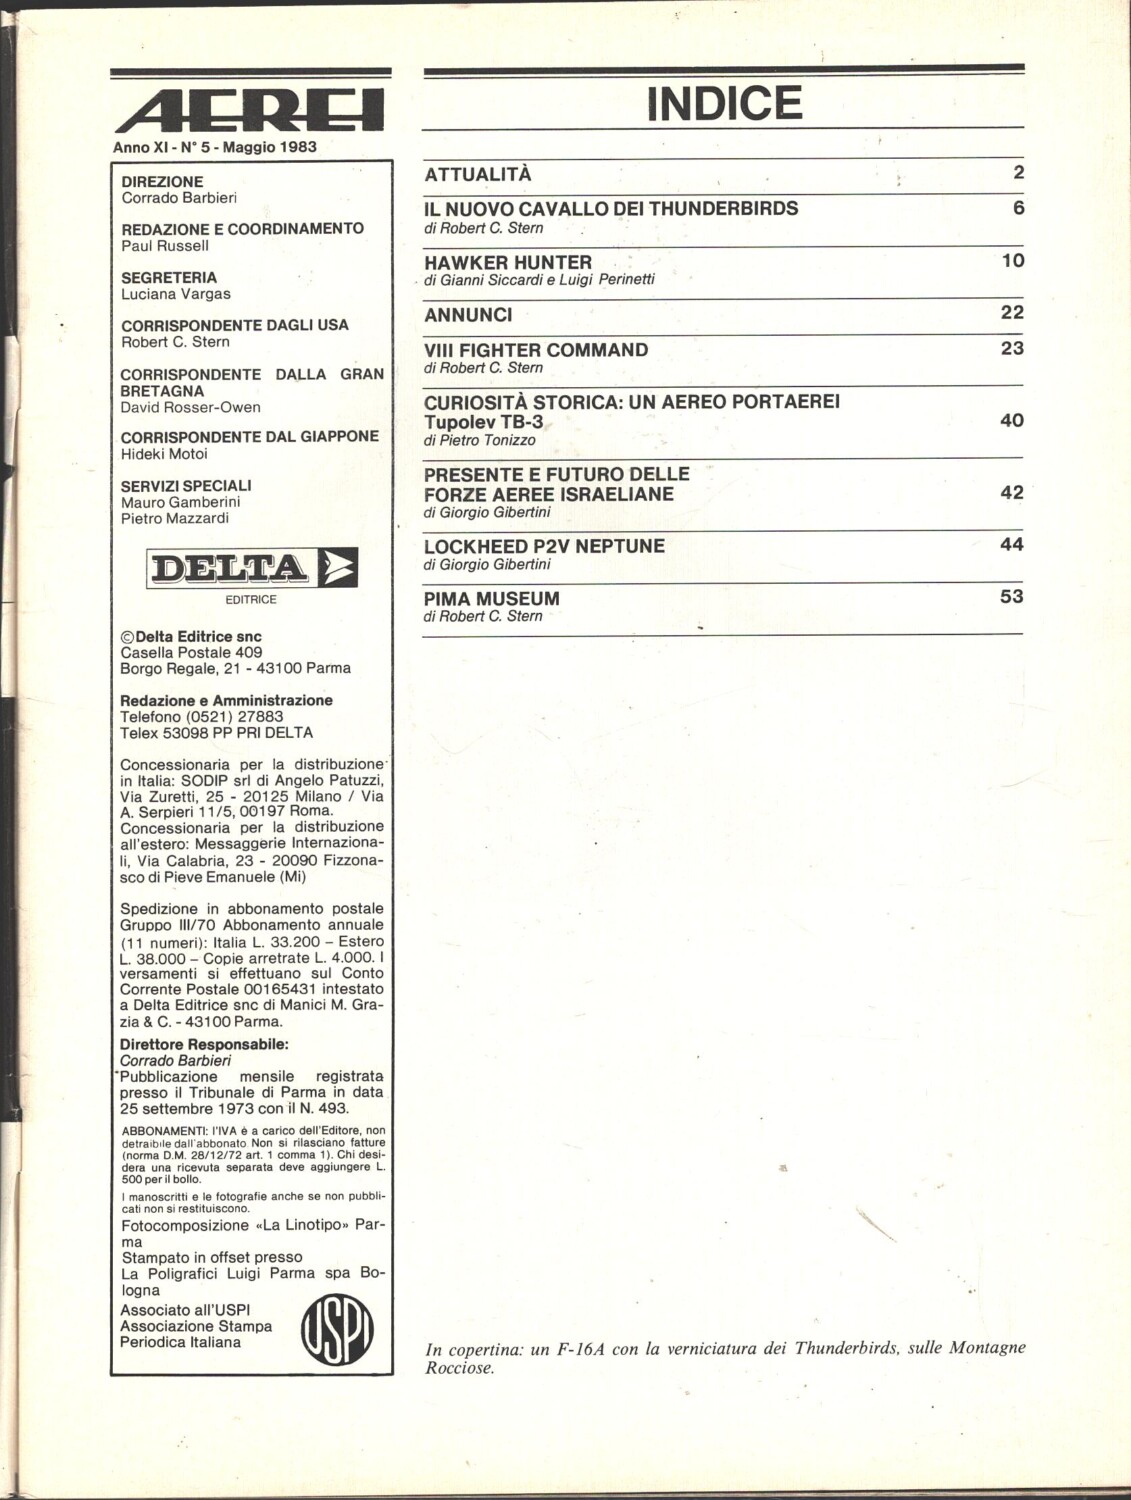 AEREI
Anno XI - N° 5 - Maggio 1983
DIREZIONE
Corrado Barbieri
REDAZIONE E COORDINAMENTO
Paul Russell
SEGRETERIA
Luciana Vargas
CORRISPONDENTE DAGLI USA
Robert C. Stern
CORRISPONDENTE DALLA GRAN
BRETAGNA
David Rosser-Owen
CORRISPONDENTE DAL GIAPPONE
Hideki Motoi
SERVIZI SPECIALI
Mauro Gamberini
Pietro Mazzardi
DELTA
EDITRICE
©Delta Editrice snc
Casella Postale 409
Borgo Regale, 21 - 43100 Parma
Redazione e Amministrazione
Telefono (0521) 27883
Telex 53098 PP PRI DELTA
Concessionaria per la distribuzione
in Italia: SODIP srl di Angelo Patuzzi,
Via Zuretti, 25 - 20125 Milano / Via
A. Serpieri 11/5, 00197 Roma.
Concessionaria per la distribuzione
all'estero: Messaggerie Internaziona-
li, Via Calabria, 23 - 20090 Fizzona-
sco di Pieve Emanuele (Mi)
Spedizione in abbonamento postale
Gruppo III/70 Abbonamento annuale
(11 numeri): Italia L. 33.200 – Estero
L. 38.000 – Copie arretrate L. 4.000. I
versamenti si effettuano sul Conto
Corrente Postale 00165431 intestato
a Delta Editrice snc di Manici M. Gra-
zia & C. - 43100 Parma.
Direttore Responsabile:
Corrado Barbieri
Pubblicazione mensile registrata
presso il Tribunale di Parma in data
25 settembre 1973 con il N. 493.
ABBONAMENTI: l'IVA è a carico dell'Editore, non
detraibile dall'abbonato. Non si rilasciano fatture
(norma D.M. 28/12/72 art. 1 comma 1). Chi desi-
dera una ricevuta separata deve aggiungere L.
500 per il bollo.
I manoscritti e le fotografie anche se non pubbli-
cati non si restituiscono.
Fotocomposizione «La Linotipo» Par-
ma
Stampato in offset presso
La Poligrafici Luigi Parma spa Bo-
logna
Associato all'USPI
Associazione Stampa
Periodica Italiana
USPI
INDICE
ATTUALITÀ 2
IL NUOVO CAVALLO DEI THUNDERBIRDS 6
di Robert C. Stern
HAWKER HUNTER 10
di Gianni Siccardi e Luigi Perinetti
ANNUNCI 22
VIII FIGHTER COMMAND 23
di Robert C. Stern
CURIOSITÀ STORICA: UN AEREO PORTAEREI
Tupolev TB-3 40
di Pietro Tonizzo
PRESENTE E FUTURO DELLE
FORZE AEREE ISRAELIANE 42
di Giorgio Gibertini
LOCKHEED P2V NEPTUNE 44
di Giorgio Gibertini
PIMA MUSEUM 53
di Robert C. Stern
In copertina: un F-16A con la verniciatura dei Thunderbirds, sulle Montagne
Rocciose.